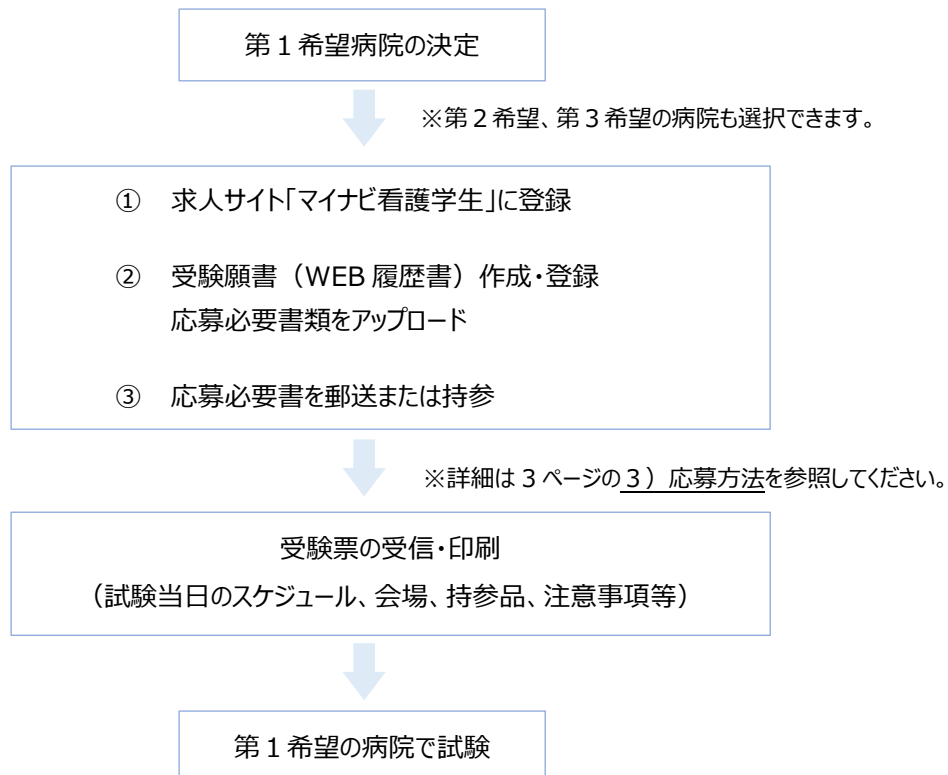 第１希望病院の決定
※第２希望、第３希望の病院も選択できます。
① 求人サイト「マイナビ看護学生」に登録
② 受験願書（WEB 履歴書）作成・登録
応募必要書類をアップロード
③ 応募必要書を郵送または持参
※詳細は 3 ページの 3） 応募方法を参照してください。
受験票の受信・印刷
（試験当日のスケジュール、会場、持参品、注意事項等）
第１希望の病院で試験